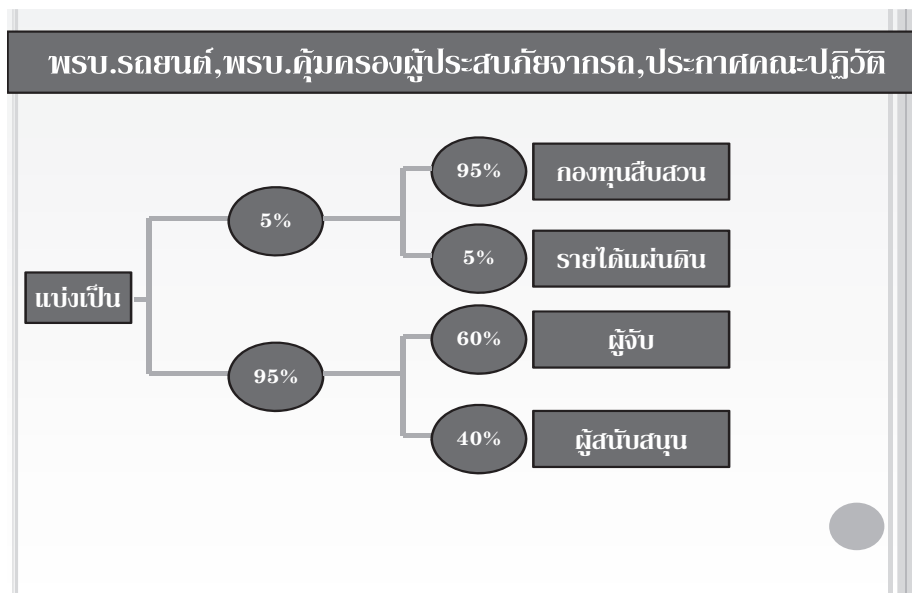 พรบ.รถยนต์,พรบ.คุ้มครองผู้ประสบภัยจากรถ,ประกาศคณะปฏิวัติ
95% กองทุนสืบสวน
5%
5% รายได้แผ่นดิน
แบ่งเป็น
60% ผู้จับ
95%
40% ผู้สนับสนุน